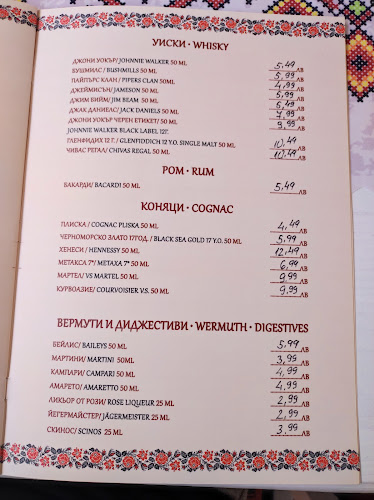 УИСКИ • WHISKY
ДЖОНИ УОКЪР/ JOHNNIE WALKER 50 ML 5,49 ЛВ
БУШМИЛС / BUSHMILLS 50 ML 5,99 ЛВ
ПАЙПЪРС КЛАН / PIPERS CLAN 50ML 4,99 ЛВ
ДЖЕЙМИСЪН/ JAMESON 50 ML 5,99 ЛВ
ДЖИМ БИЙМ/ JIM BEAM 50 ML 5,49 ЛВ
ДЖАК ДАНИЕЛС/ JACK DANIELS 50 ML 7,99 ЛВ
ДЖОНИ УОКЪР ЧЕРЕН ЕТИКЕТ/ 50 ML 9,99 ЛВ
JOHNNIE WALKER BLACK LABEL 12Г.
ГЛЕНФИДИХ 12 Г. / GLENFIDDICH 12 Y.O. SINGLE MALT 50 ML 10,49 ЛВ
ЧИВАС РЕГАЛ/ CHIVAS REGAL 50 ML 10,49 ЛВ
РОМ • RUM
БАКАРДИ/ BACARDI 50 ML 5,49 ЛВ
КОНЯЦИ • COGNAC
ПЛИСКА / COGNAC PLISKA 50 ML 4,49 ЛВ
ЧЕРНОМОРСКО ЗЛАТО 17ГОД. / BLACK SEA GOLD 17 Y.O. 50 ML 5,99 ЛВ
ХЕНЕСИ / HENNESSY 50 ML 12,49 ЛВ
МЕТАКСА 7*/ METAXA 7* 50 ML 6,99 ЛВ
МАРТЕЛ/ VS MARTEL 50 ML 9,99 ЛВ
КУРВОАЗИЕ/ COURVOISIER V.S. 50 ML 9,99 ЛВ
ВЕРМУТИ И ДИДЖЕСТИВИ • WERMUTH • DIGESTIVES
БЕЙЛИС/ BAILEYS 50 ML 5,99 ЛВ
МАРТИНИ/ MARTINI 50ML 3,99 ЛВ
КАМПАРИ/ CAMPARI 50 ML 4,99 ЛВ
АМАРЕТО/ AMARETTO 50 ML 4,99 ЛВ
ЛИКЬОР ОТ РОЗИ/ ROSE LIQUEUR 25 ML 2,99 ЛВ
ЙЕГЕРМАЙСТЕР/ JÄGERMEISTER 25 ML 2,99 ЛВ
СКИНОС/ SCINOS 25 ML 3,99 ЛВ